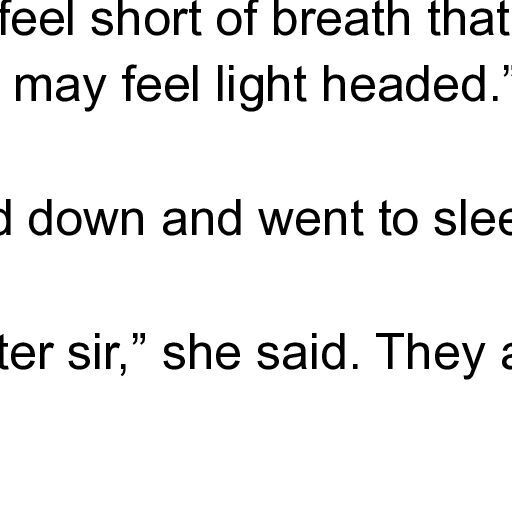 feel short of breath that
may feel light headed.”
d down and went to slee
ter sir,” she said. They a